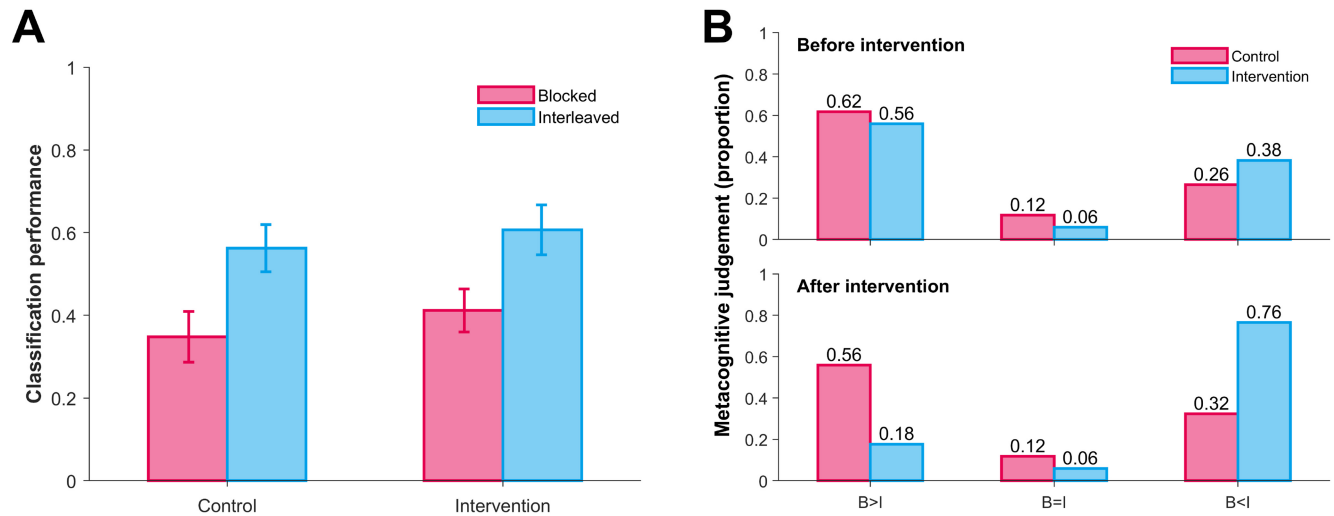 A
Classification performance
1
0.8
0.6
0.4
0.2
0
Blocked
Interleaved
Control
Intervention
B
Metacognitive judgement (proportion)
Before intervention
Control
Intervention
1
0.8
0.6
0.4
0.2
0
0.62
0.56
0.12
0.06
0.26
0.38
After intervention
1
0.8
0.6
0.4
0.2
0
0.56
0.18
0.12
0.06
0.32
0.76
B>I
B=I
B<I